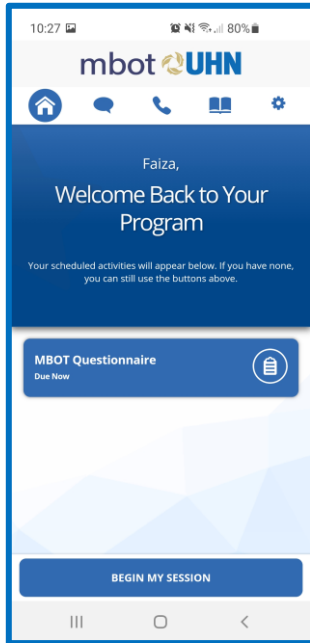 10:27 80%
mbot UHN
Faiza,
Welcome Back to Your
Program
Your scheduled activities will appear below. If you have none,
you can still use the buttons above.
MBOT Questionnaire
Due Now
BEGIN MY SESSION